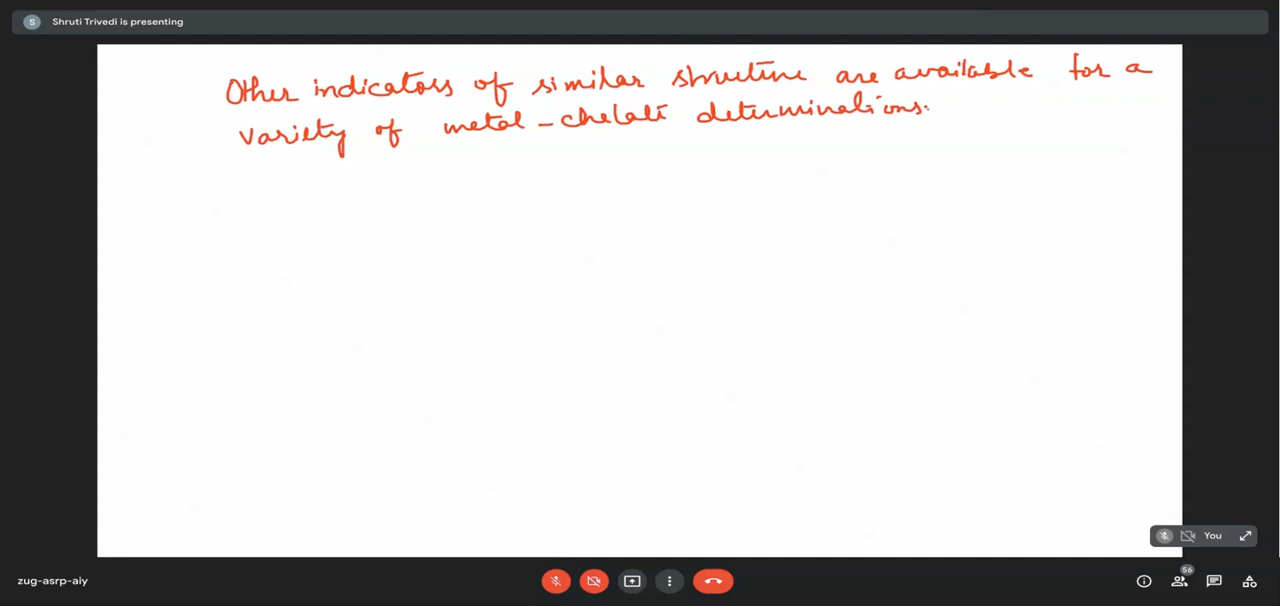 S Shruti Trivedi is presenting
Other indicators of similar structure are available for a
variety of metal - chelate determinations.
You
zug-asrp-aiy
56